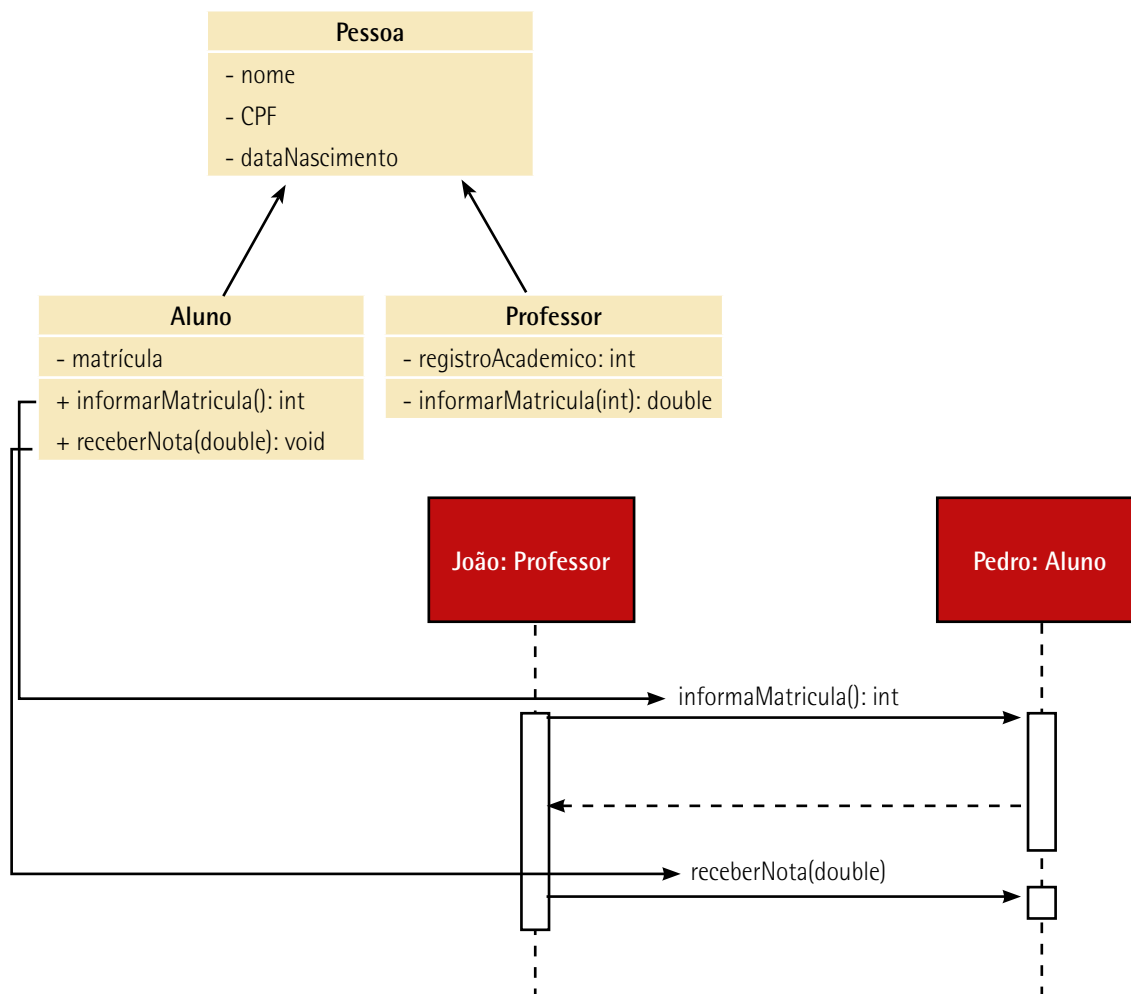 Pessoa
- nome
- CPF
- dataNascimento
Aluno
- matrícula
+ informarMatricula(): int
+ receberNota(double): void
Professor
- registroAcademico: int
- informarMatricula(int): double
João: Professor
Pedro: Aluno
informaMatricula(): int
receberNota(double)